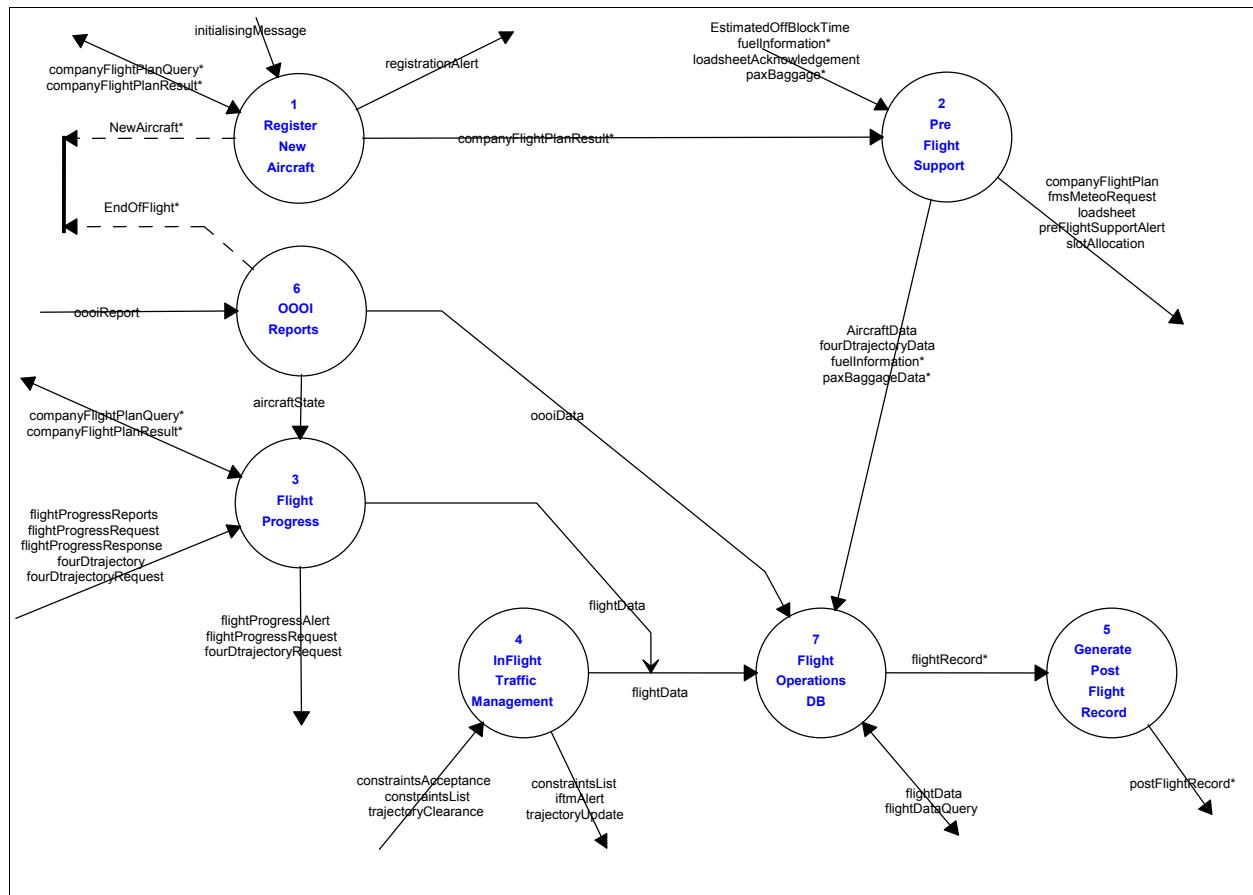 initialisingMessage
companyFlightPlanQuery*
companyFlightPlanResult*
registrationAlert
EstimatedOffBlockTime
fuelInformation*
loadsheetAcknowledgement
paxBaggage*
1
Register
New
Aircraft
2
Pre
Flight
Support
NewAircraft*
companyFlightPlanResult*
EndOfFlight*
companyFlightPlan
fmsMeteoRequest
loadsheet
preFlightSupportAlert
slotAllocation
6
OOOI
Reports
oooiReport
AircraftData
fourDtrajectoryData
fuelInformation*
paxBaggageData*
aircraftState
oooiData
companyFlightPlanQuery*
companyFlightPlanResult*
3
Flight
Progress
flightProgressReports
flightProgressRequest
flightProgressResponse
fourDtrajectory
fourDtrajectoryRequest
flightProgressAlert
flightProgressRequest
fourDtrajectoryRequest
flightData
4
InFlight
Traffic
Management
flightData
7
Flight
Operations
DB
flightRecord*
5
Generate
Post
Flight
Record
constraintsAcceptance
constraintsList
trajectoryClearance
constraintsList
iftmAlert
trajectoryUpdate
flightData
flightDataQuery
postFlightRecord*